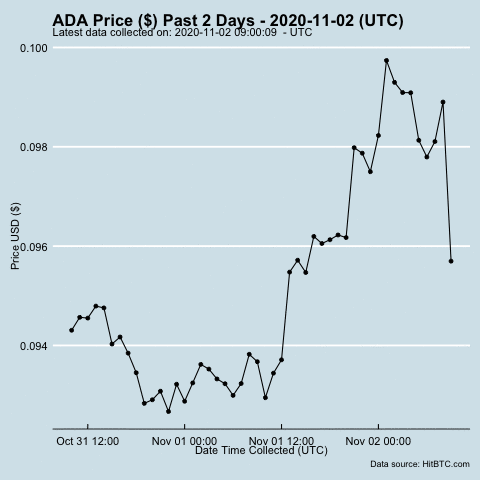 ADA Price ($) Past 2 Days - 2020-11-02 (UTC)
Latest data collected on: 2020-11-02 09:00:09 - UTC
0.100
0.098
0.096
0.094
Price USD ($)
Oct 31 12:00 Nov 01 00:00 Nov 01 12:00 Nov 02 00:00
Date Time Collected (UTC)
Data source: HitBTC.com